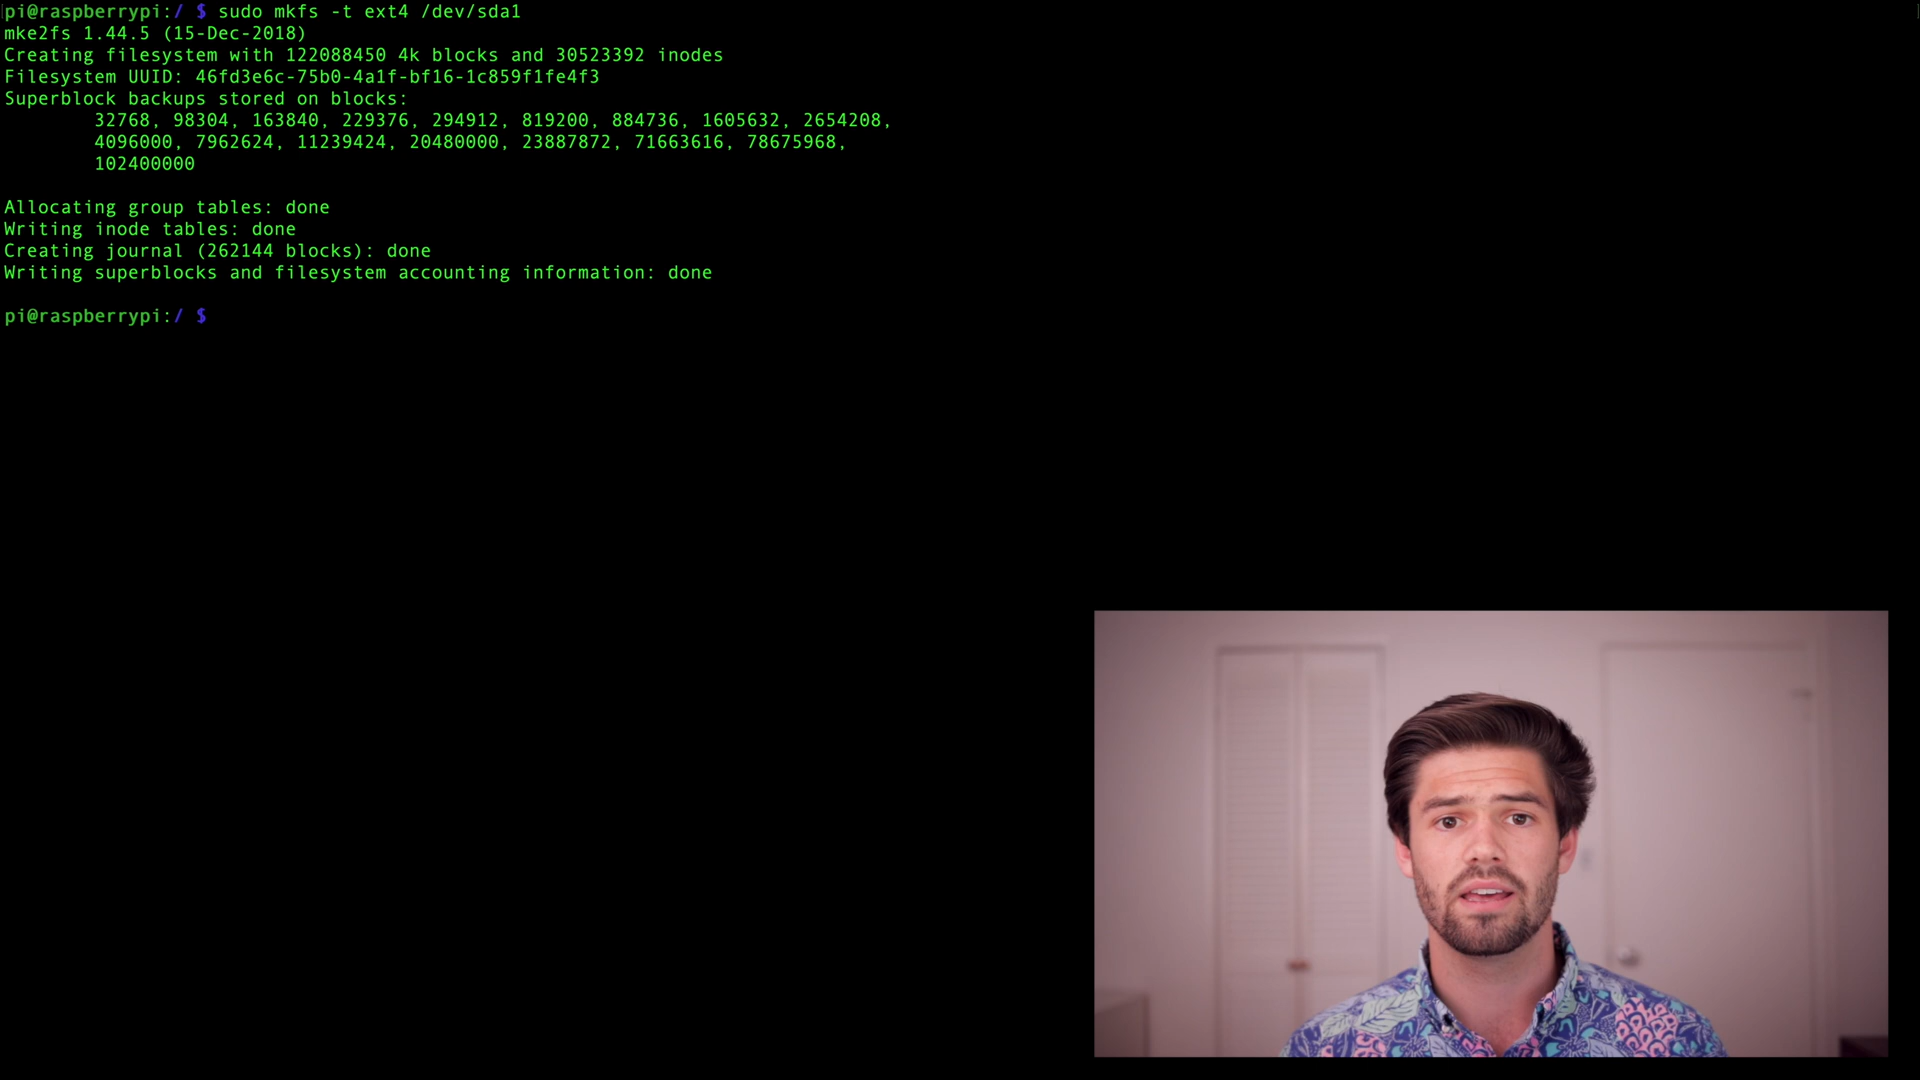 pi@raspberrypi:/ $ sudo mkfs -t ext4 /dev/sda1
mke2fs 1.44.5 (15-Dec-2018)
Creating filesystem with 122088450 4k blocks and 30523392 inodes
Filesystem UUID: 46fd3e6c-75b0-4a1f-bf16-1c859f1fe4f3
Superblock backups stored on blocks:
32768, 98304, 163840, 229376, 294912, 819200, 884736, 1605632, 2654208,
4096000, 7962624, 11239424, 20480000, 23887872, 71663616, 78675968,
102400000
Allocating group tables: done
Writing inode tables: done
Creating journal (262144 blocks): done
Writing superblocks and filesystem accounting information: done
pi@raspberrypi:/ $